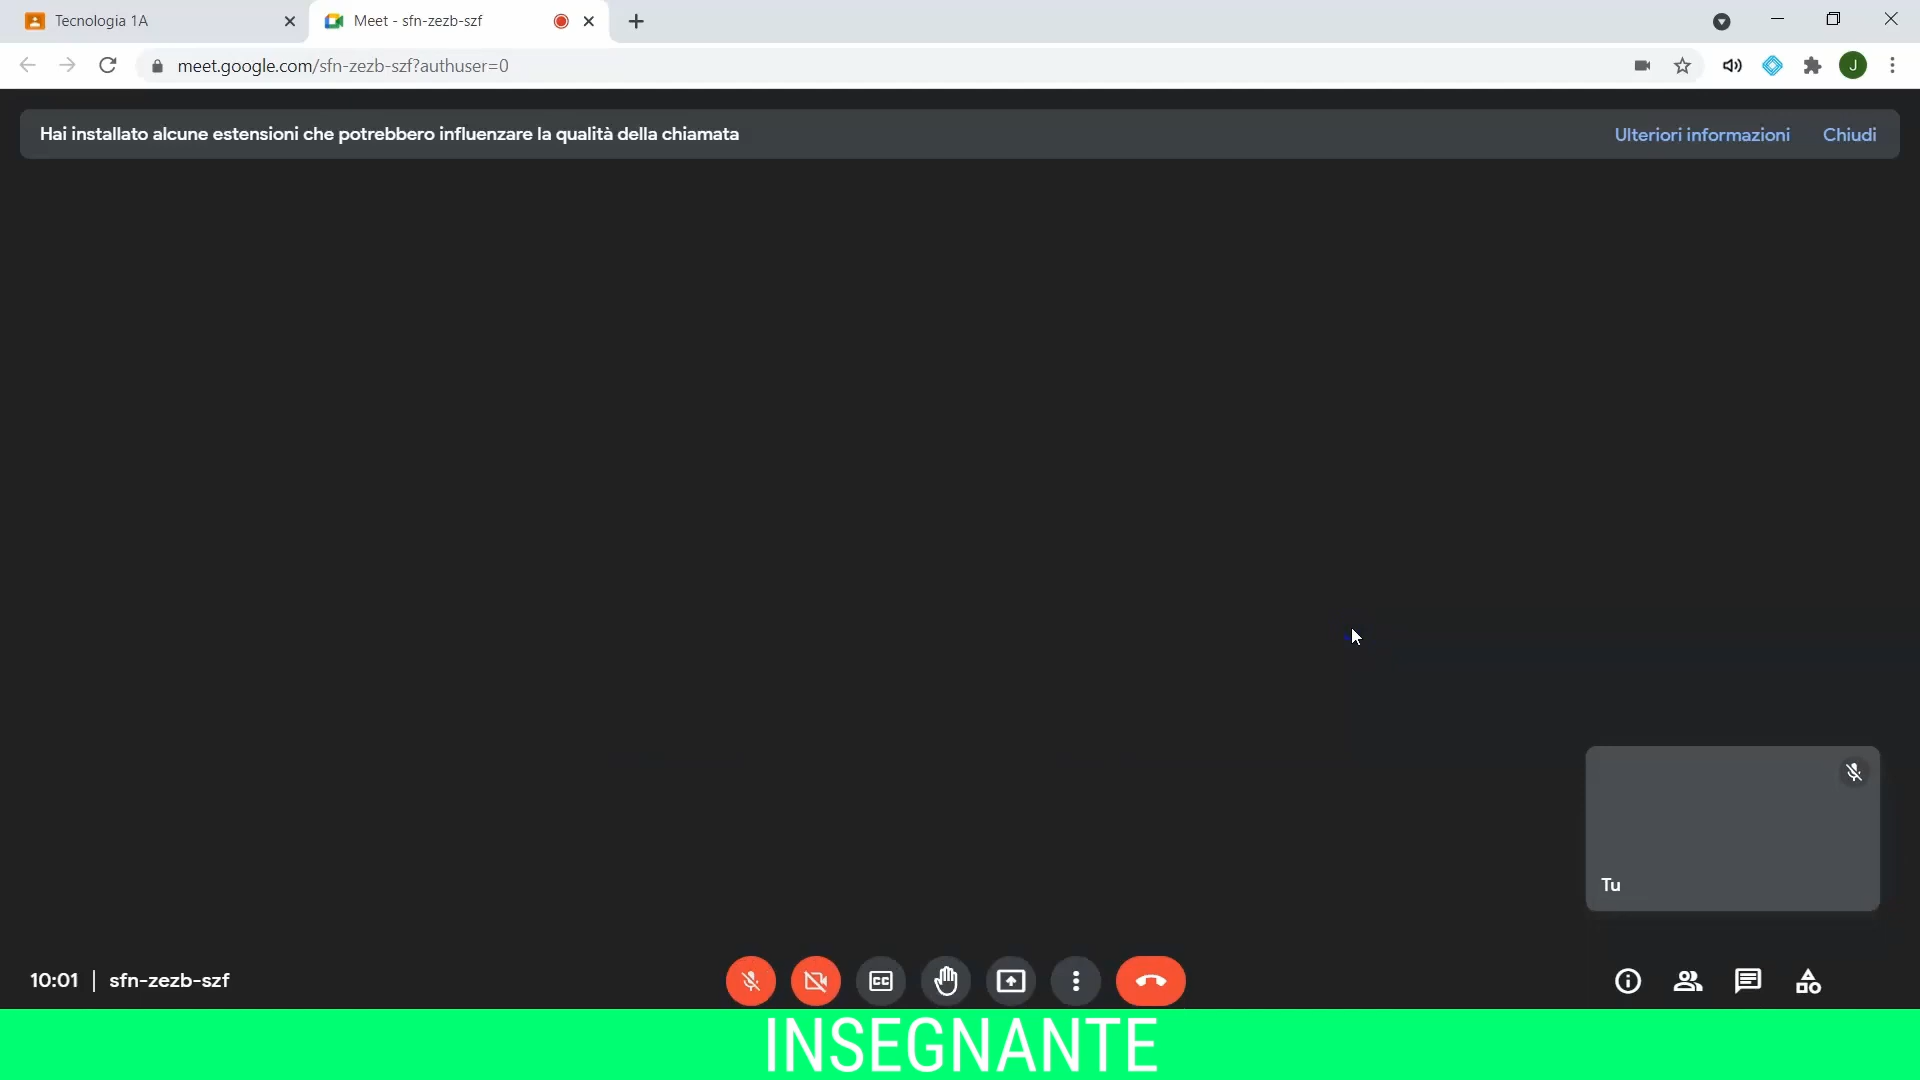 Tecnologia 1A
Meet - sfn-zezb-szf
meet.google.com/sfn-zezb-szf?authuser=0
J
Hai installato alcune estensioni che potrebbero influenzare la qualità della chiamata
Ulteriori informazioni
Chiudi
Tu
10:01 | sfn-zezb-szf
CC
INSEGNANTE